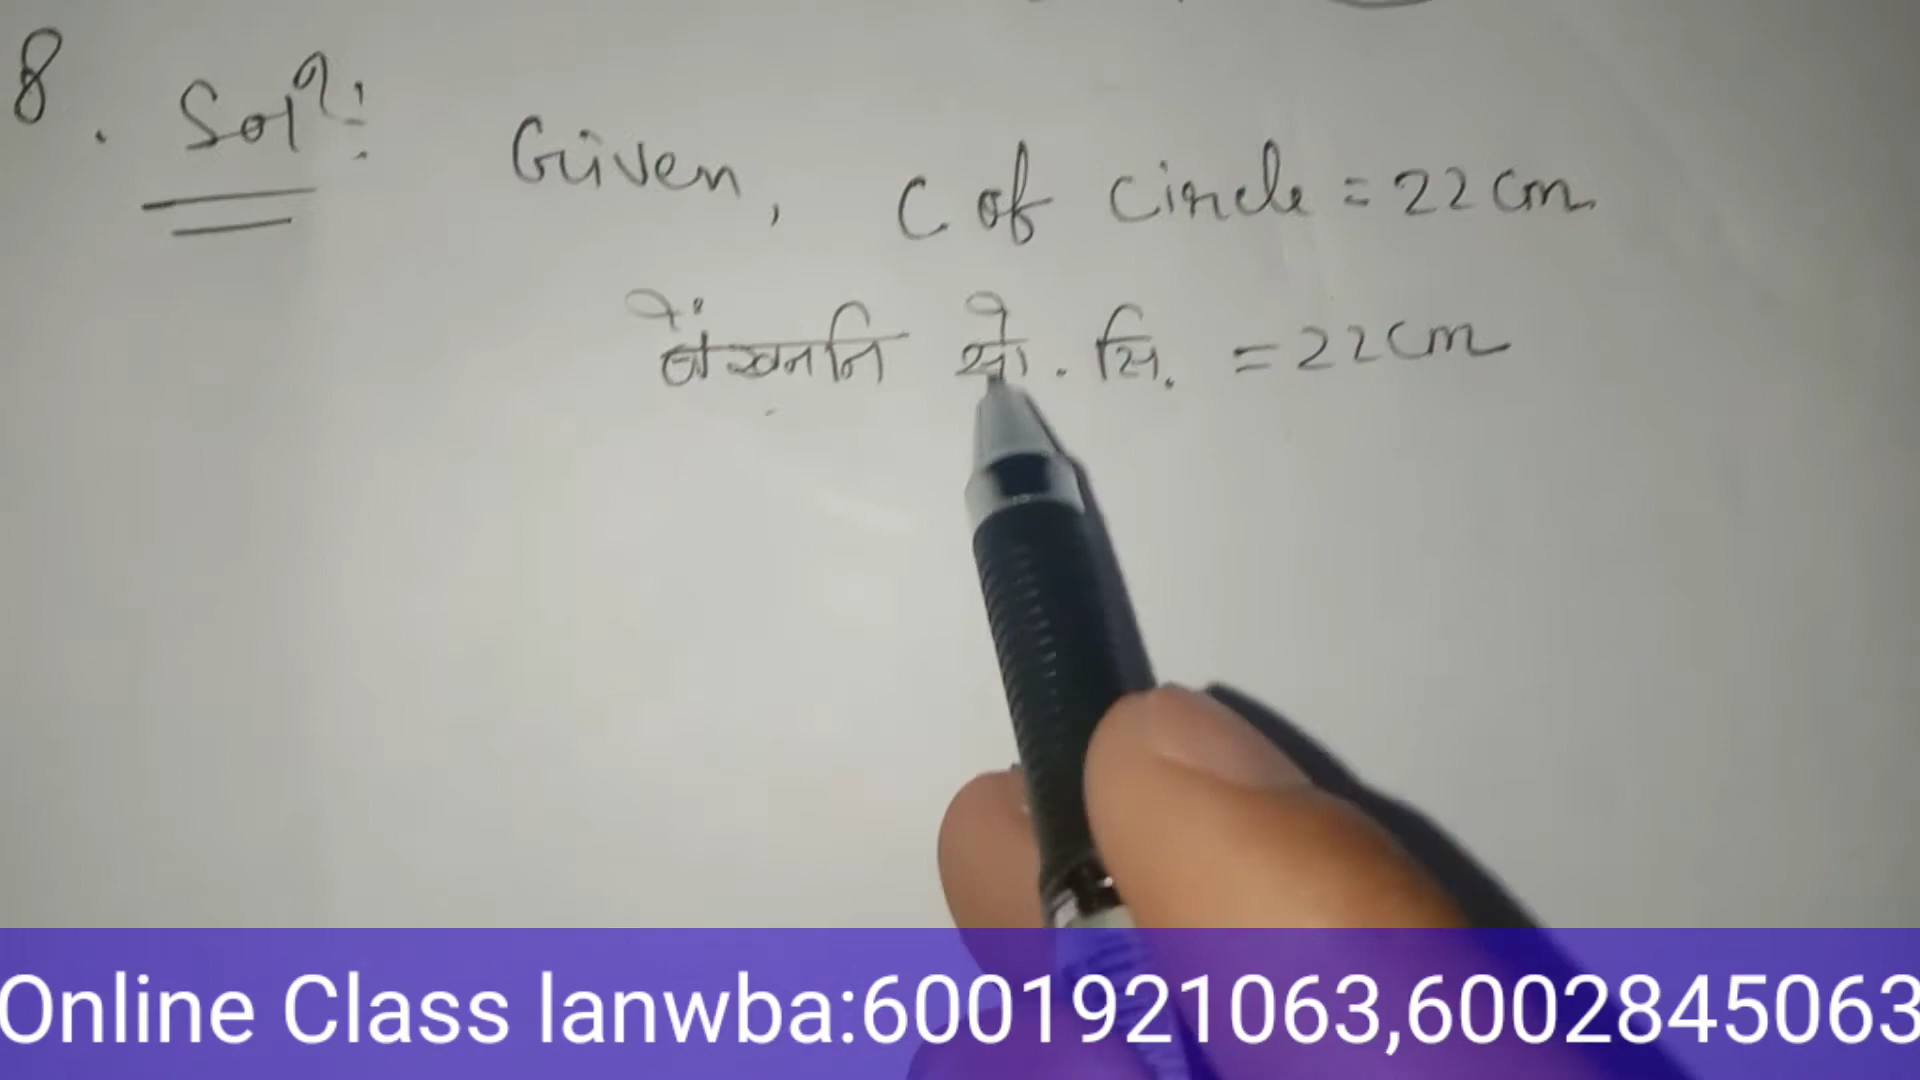 8. Solⁿ: Given, C of circle = 22 cm
बेंखननि सो. सि. = 22 cm
Online Class lanwba:6001921063,6002845063